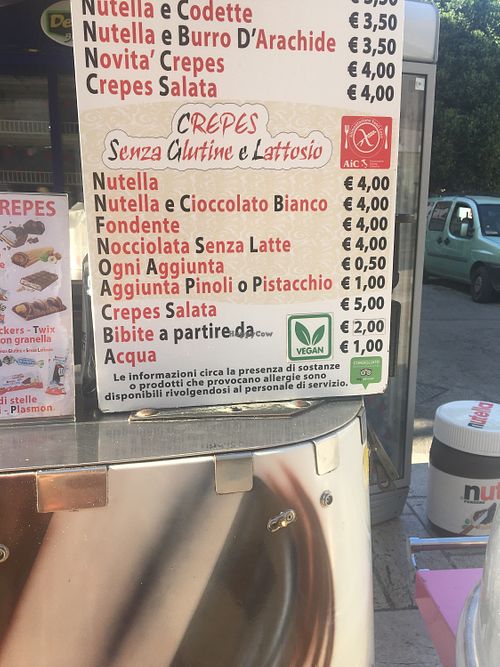 Nutella e Codette € 3,50
Nutella e Burro D'Arachide € 3,50
Novita' Crepes € 4,00
Crepes Salata € 4,00
CREPES
Senza Glutine e Lattosio
AiC
Nutella € 4,00
Nutella e Cioccolato Bianco € 4,00
Fondente € 4,00
Nocciolata Senza Latte € 4,00
Ogni Aggiunta € 0,50
Aggiunta Pinoli o Pistacchio € 1,00
Crepes Salata € 5,00
Bibite a partire da € 2,00
Acqua € 1,00
VEGAN
Le informazioni circa la presenza di sostanze
o prodotti che provocano allergie sono
disponibili rivolgendosi al personale di servizio.
CREPES
ckers - Twix
on granella
di stelle
- Plasmon
nutella
HappyCow